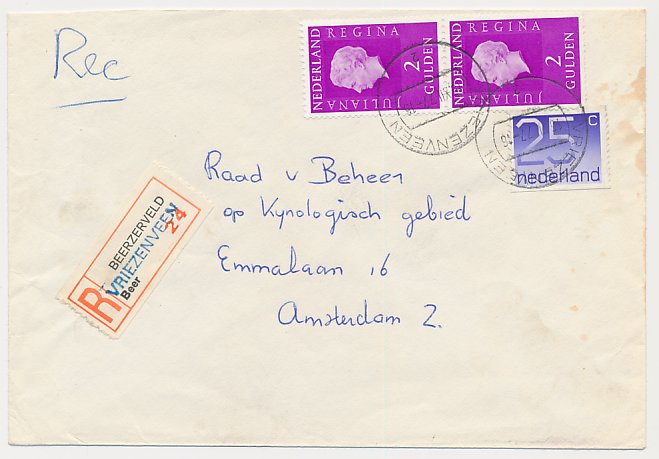 Rec
NEDERLAND
REGINA
JULIANA
2
GULDEN
NEDERLAND
REGINA
JULIANA
2
GULDEN
VRIEZENVEEN
25 c
nederland
Raad v Beheer
op Kynologisch gebied
Emmalaan 16
Amsterdam Z.
R
BEERZERVELD
VRIEZENVEEN
Beer
24